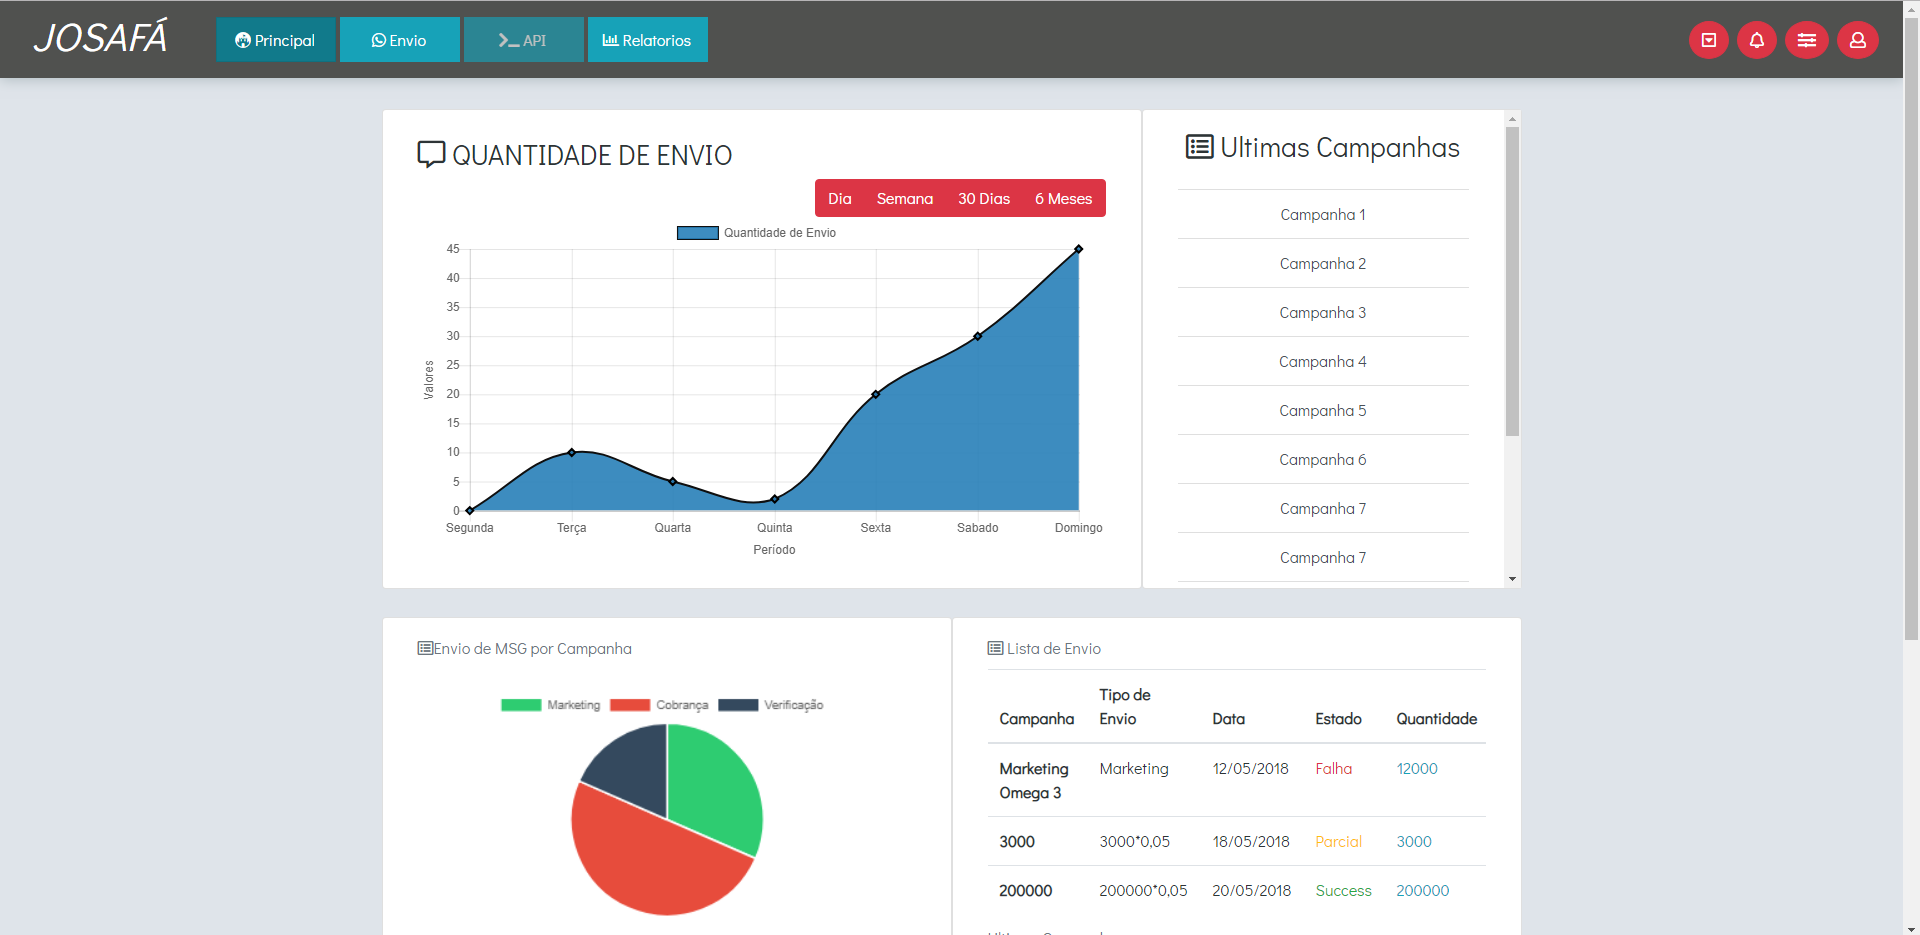 JOSAFÁ
Principal
Envio
API
Relatorios
QUANTIDADE DE ENVIO
Dia Semana 30 Dias 6 Meses
Quantidade de Envio
45
40
35
30
25
20
15
10
5
0
Valores
Segunda Terça Quarta Quinta Sexta Sabado Domingo
Período
Ultimas Campanhas
Campanha 1
Campanha 2
Campanha 3
Campanha 4
Campanha 5
Campanha 6
Campanha 7
Campanha 7
Envio de MSG por Campanha
Marketing Cobrança Verificação
Lista de Envio
Campanha Tipo de Envio Data Estado Quantidade
Marketing Omega 3 Marketing 12/05/2018 Falha 12000
3000 3000*0,05 18/05/2018 Parcial 3000
200000 200000*0,05 20/05/2018 Success 200000